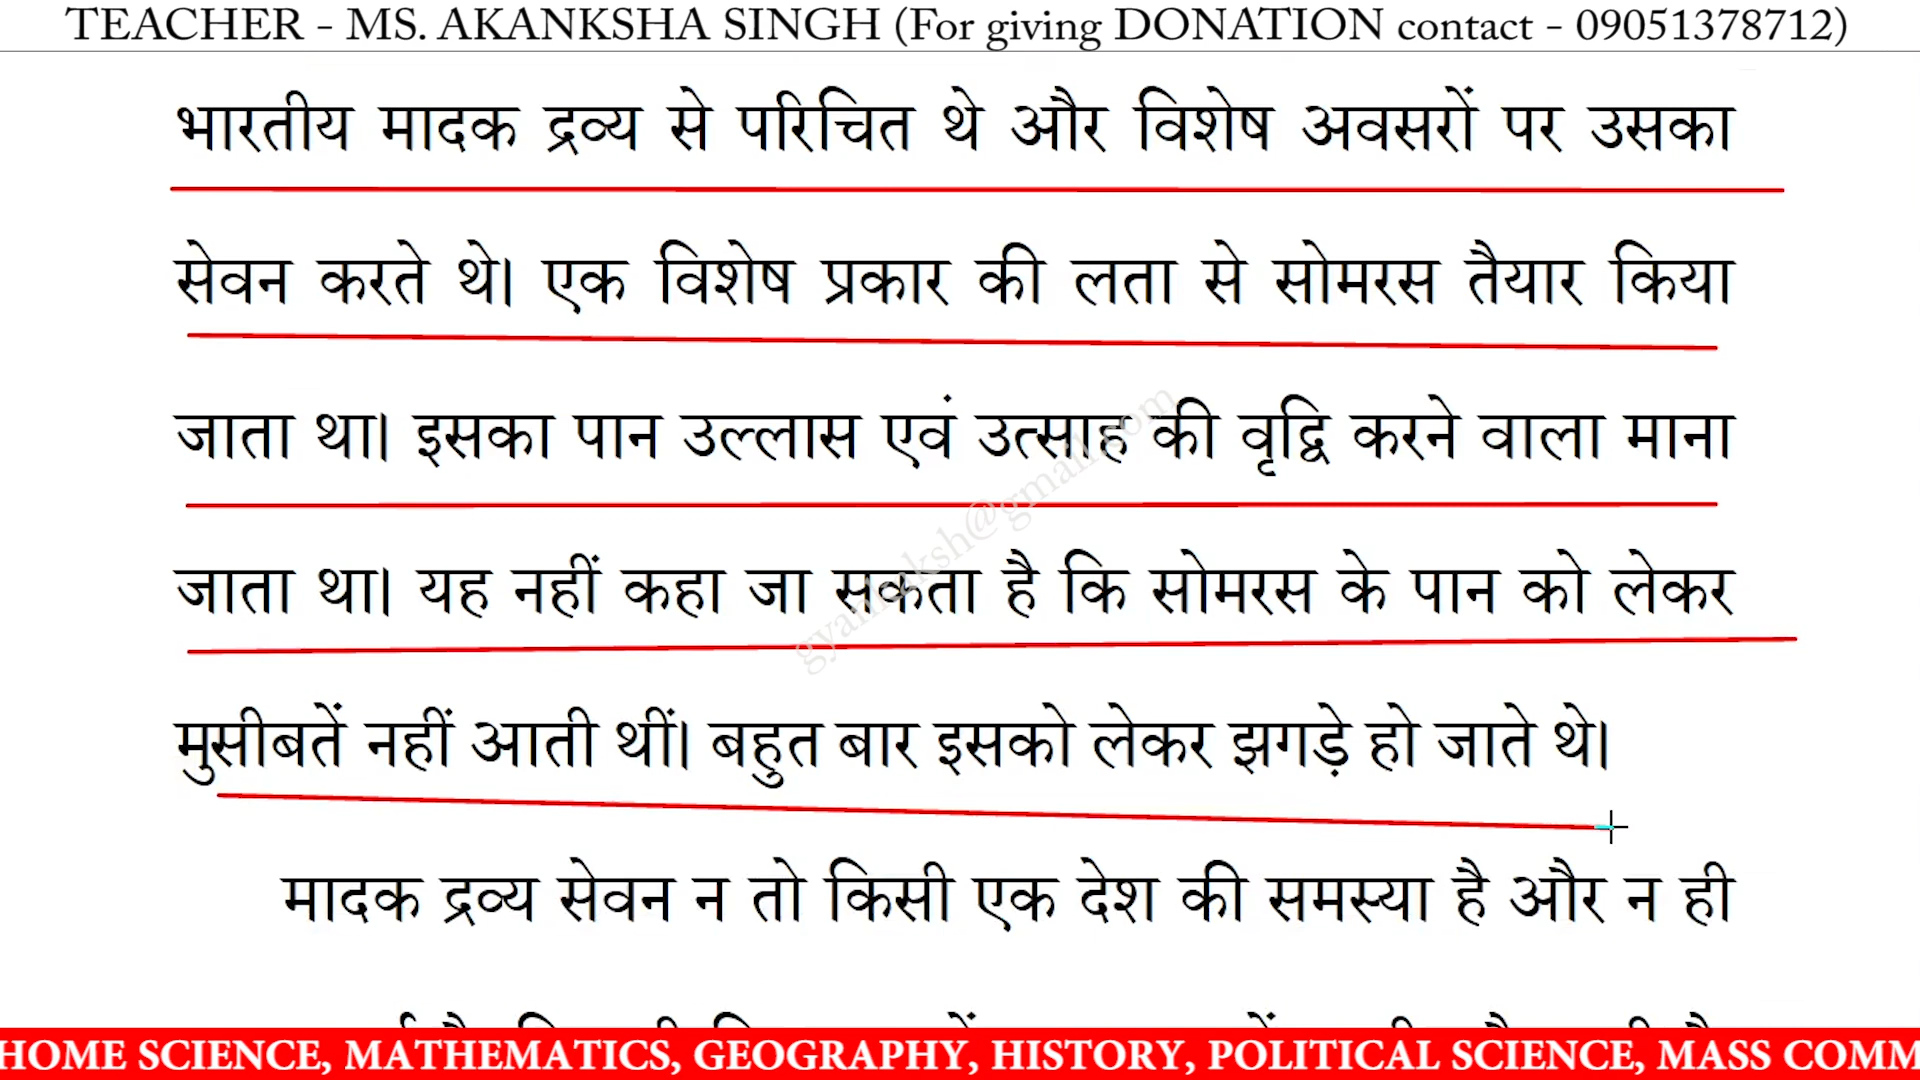 TEACHER - MS. AKANKSHA SINGH (For giving DONATION contact - 09051378712)
भारतीय मादक द्रव्य से परिचित थे और विशेष अवसरों पर उसका
सेवन करते थे। एक विशेष प्रकार की लता से सोमरस तैयार किया
जाता था। इसका पान उल्लास एवं उत्साह की वृद्वि करने वाला माना
जाता था। यह नहीं कहा जा सकता है कि सोमरस के पान को लेकर
मुसीबतें नहीं आती थीं। बहुत बार इसको लेकर झगड़े हो जाते थे।
मादक द्रव्य सेवन न तो किसी एक देश की समस्या है और न ही
HOME SCIENCE, MATHEMATICS, GEOGRAPHY, HISTORY, POLITICAL SCIENCE, MASS COMM